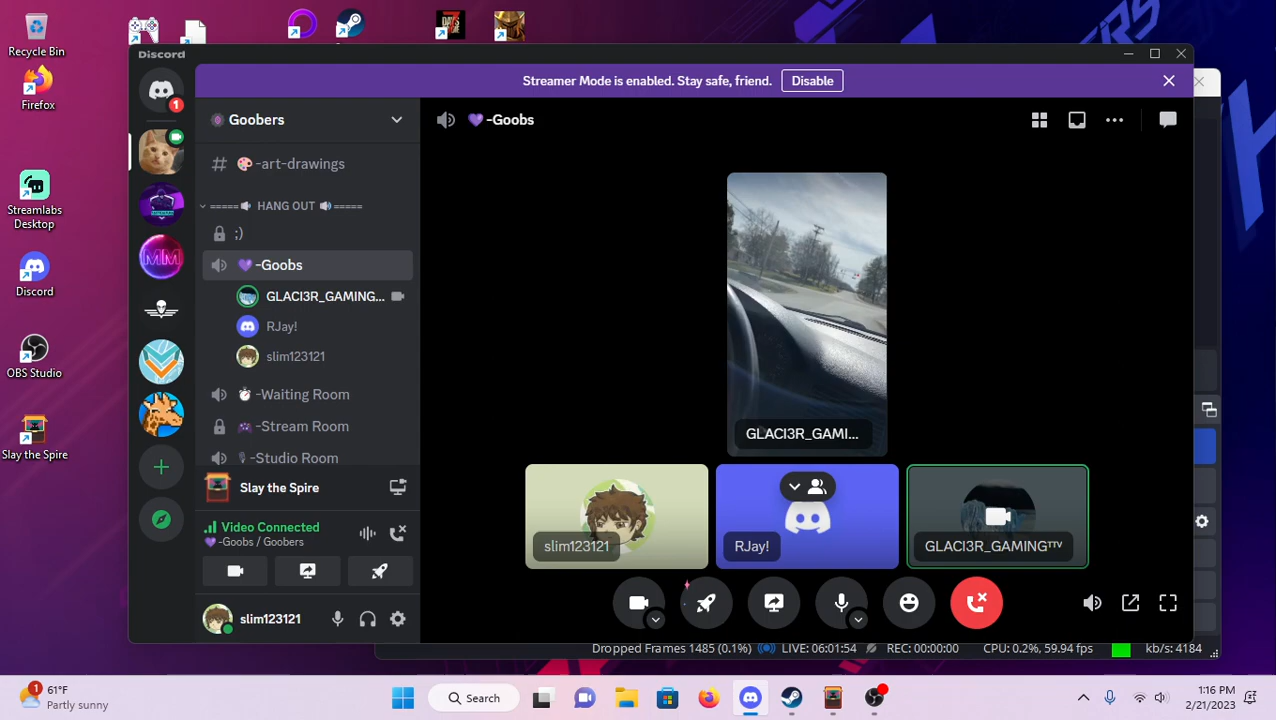 Recycle Bin
Firefox
Streamlabs
Desktop
Discord
OBS Studio
Slay the Spire
Discord
Streamer Mode is enabled. Stay safe, friend.
Disable
1
MM
Goobers
-art-drawings
===== HANG OUT =====
;)
-Goobs
GLACI3R_GAMING...
RJay!
slim123121
-Waiting Room
-Stream Room
-Studio Room
Slay the Spire
Video Connected
-Goobs / Goobers
slim123121
-Goobs
GLACI3R_GAMI...
slim123121
RJay!
GLACI3R_GAMINGᵀᵀⱽ
Dropped Frames 1485 (0.1%)
LIVE: 06:01:54
REC: 00:00:00
CPU: 0.2%, 59.94 fps
kb/s: 4184
1
61°F
Partly sunny
Search
1:16 PM
2/21/2023